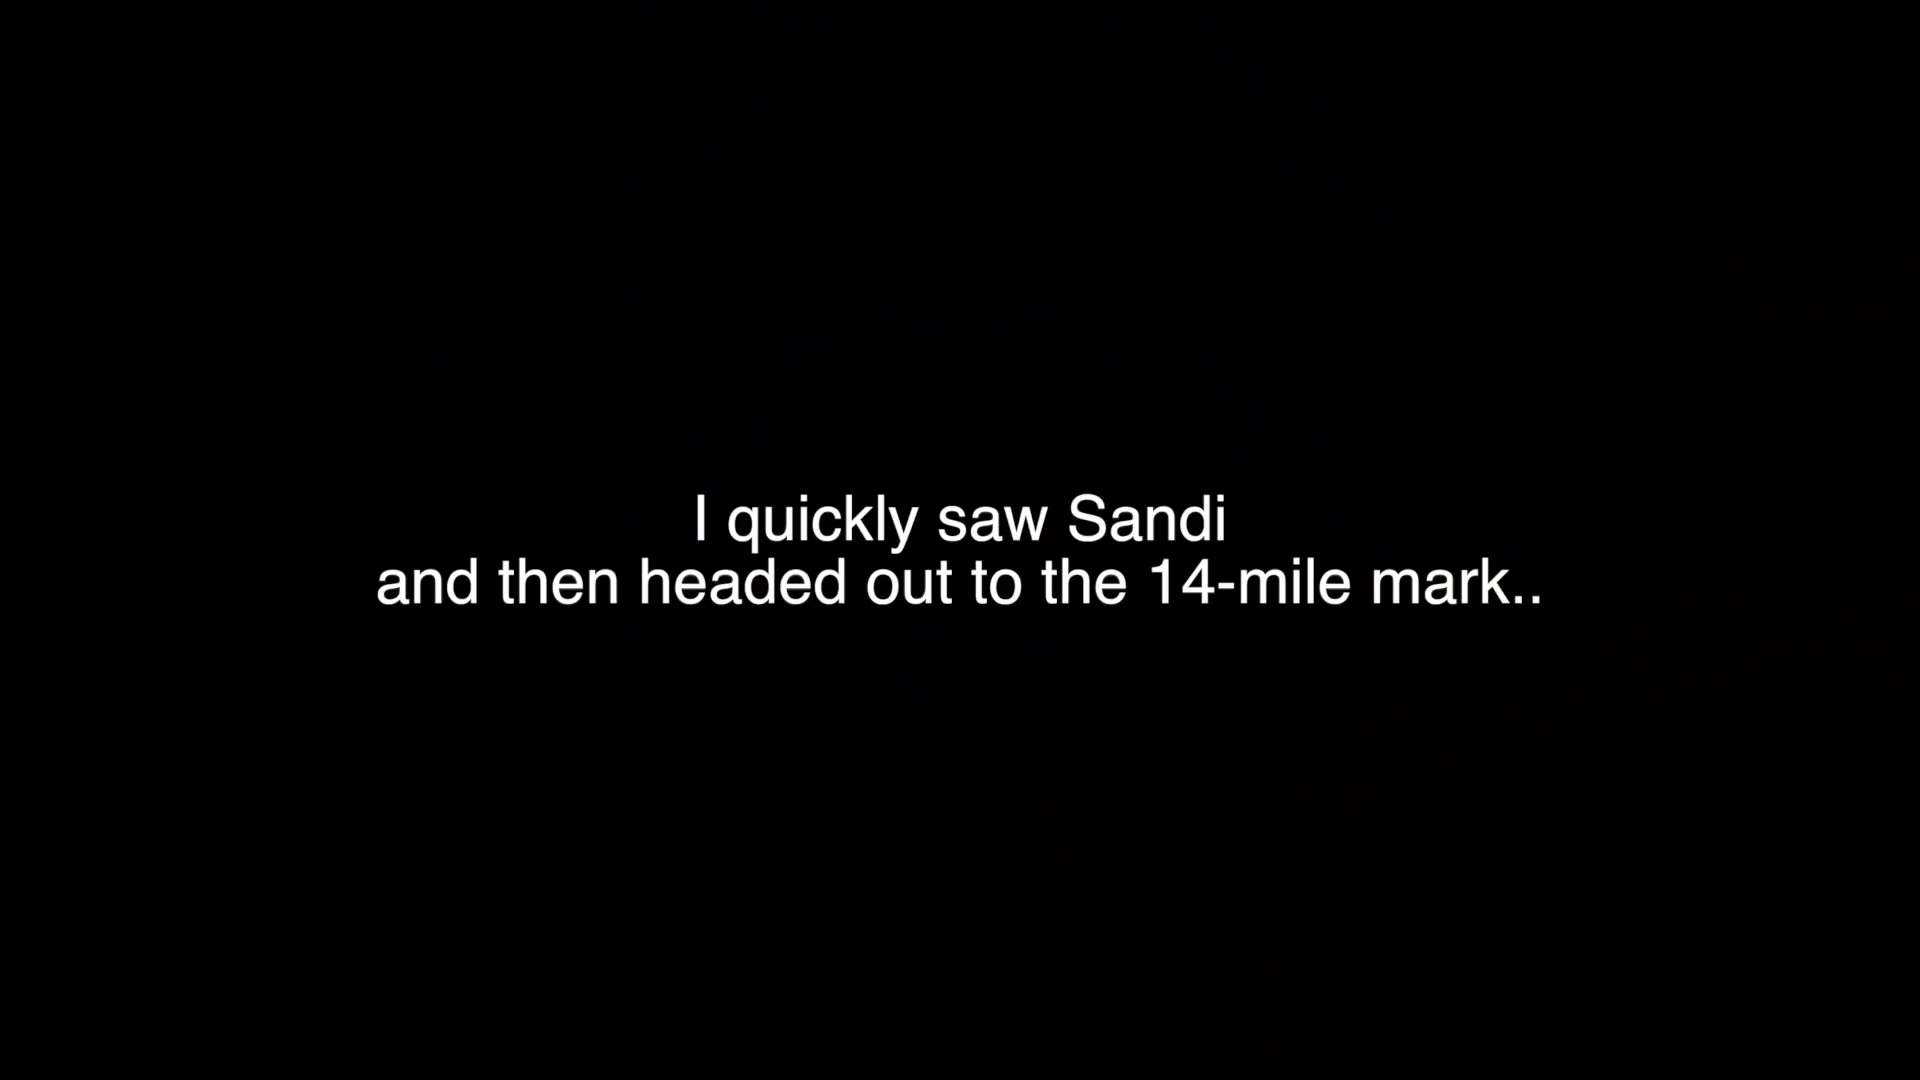 I quickly saw Sandi
and then headed out to the 14-mile mark..